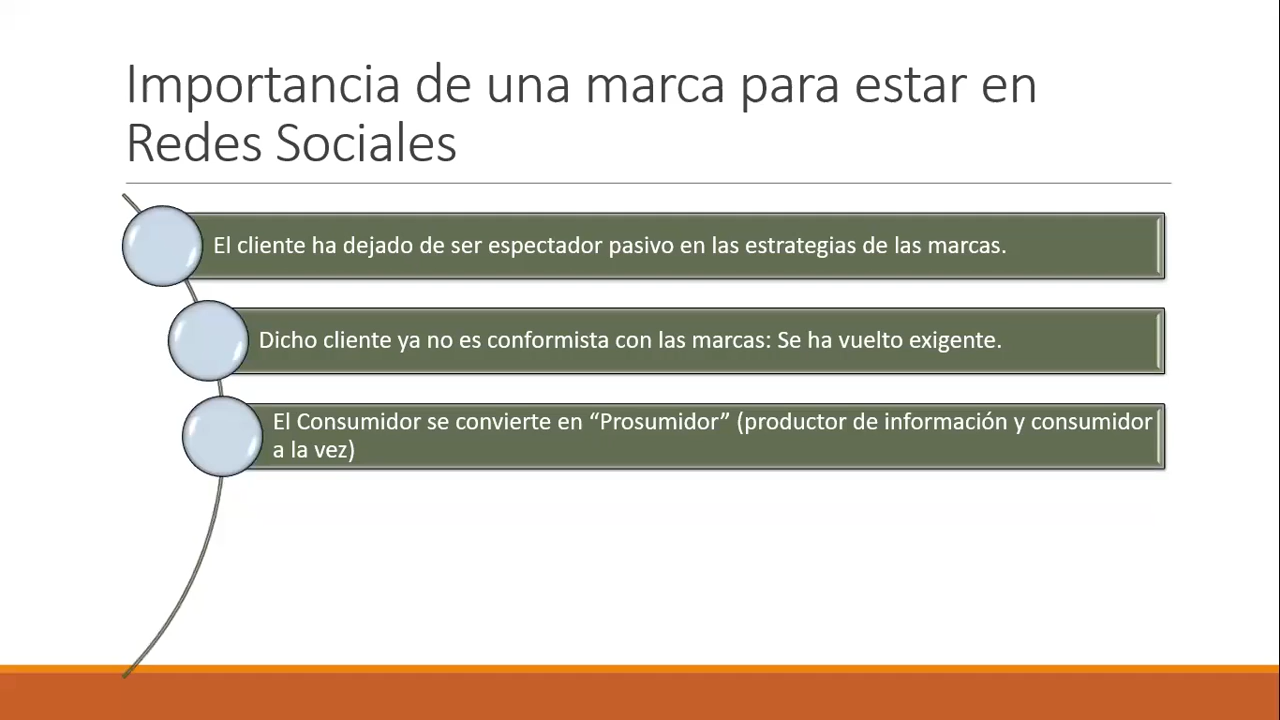 Importancia de una marca para estar en
Redes Sociales
El cliente ha dejado de ser espectador pasivo en las estrategias de las marcas.
Dicho cliente ya no es conformista con las marcas: Se ha vuelto exigente.
El Consumidor se convierte en “Prosumidor” (productor de información y consumidor
a la vez)